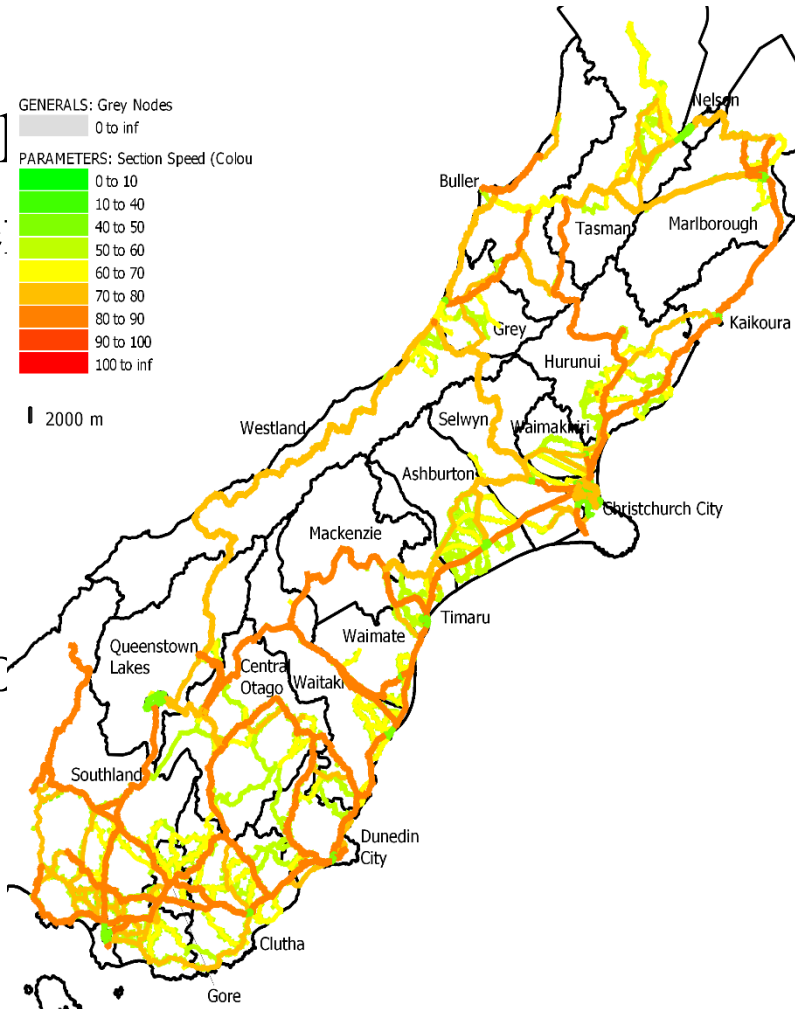 GENERALS: Grey Nodes
0 to inf
PARAMETERS: Section Speed (Colou
0 to 10
10 to 40
40 to 50
50 to 60
60 to 70
70 to 80
80 to 90
90 to 100
100 to inf
2000 m
Nelson
Buller
Tasman
Marlborough
Kaikoura
Grey
Hurunui
Westland
Selwyn
Waimakriri
Ashburton
Christchurch City
Mackenzie
Timaru
Waimate
Queenstown
Lakes
Central
Otago
Waitaki
Southland
Dunedin
City
Clutha
Gore